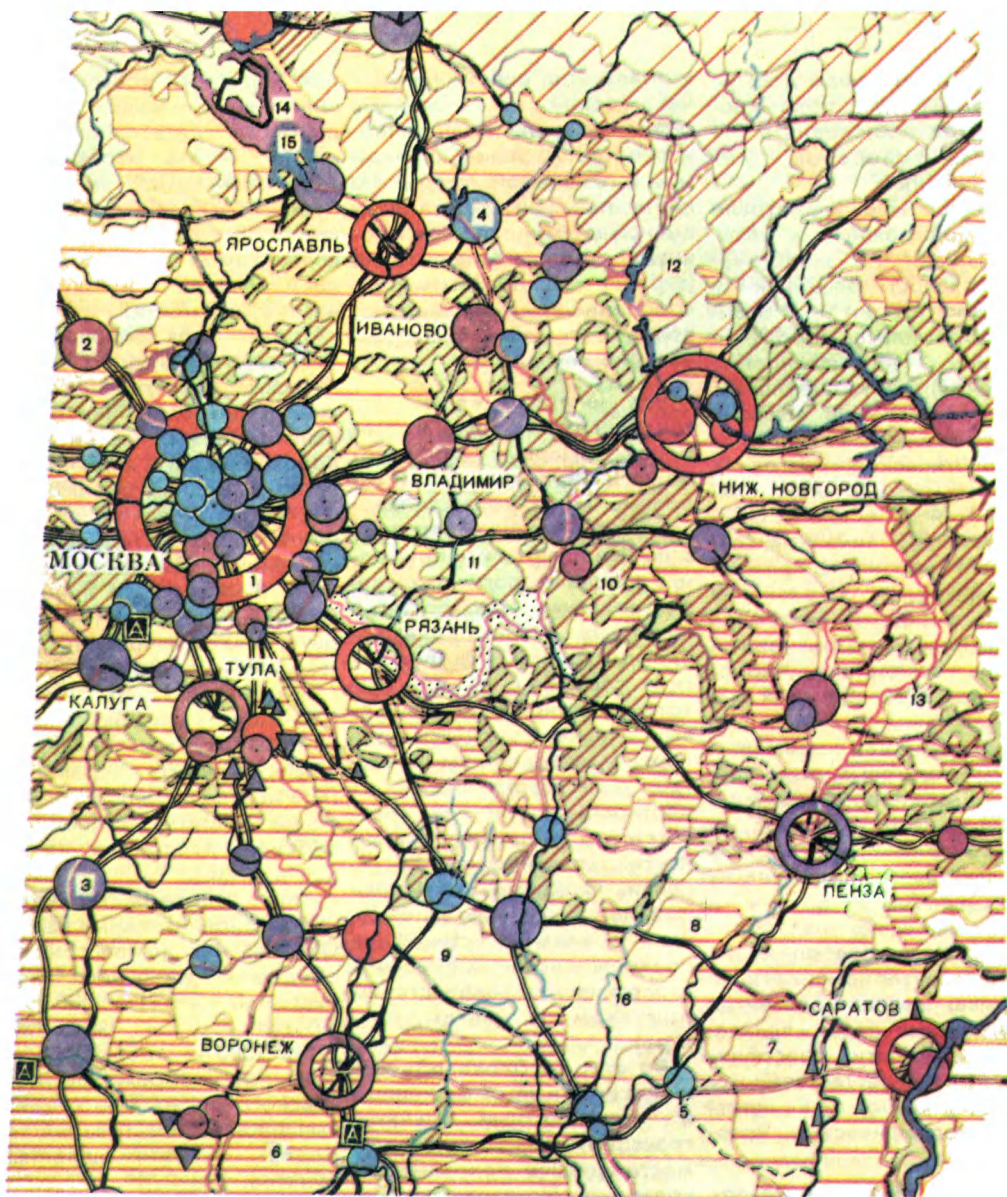 14
15
4
ЯРОСЛАВЛЬ
12
ИВАНОВО
2
ВЛАДИМИР
НИЖ. НОВГОРОД
МОСКВА
11
1
10
РЯЗАНЬ
ТУЛА
КАЛУГА
13
3
ПЕНЗА
8
9
16
САРАТОВ
ВОРОНЕЖ
7
А
5
А
6
А